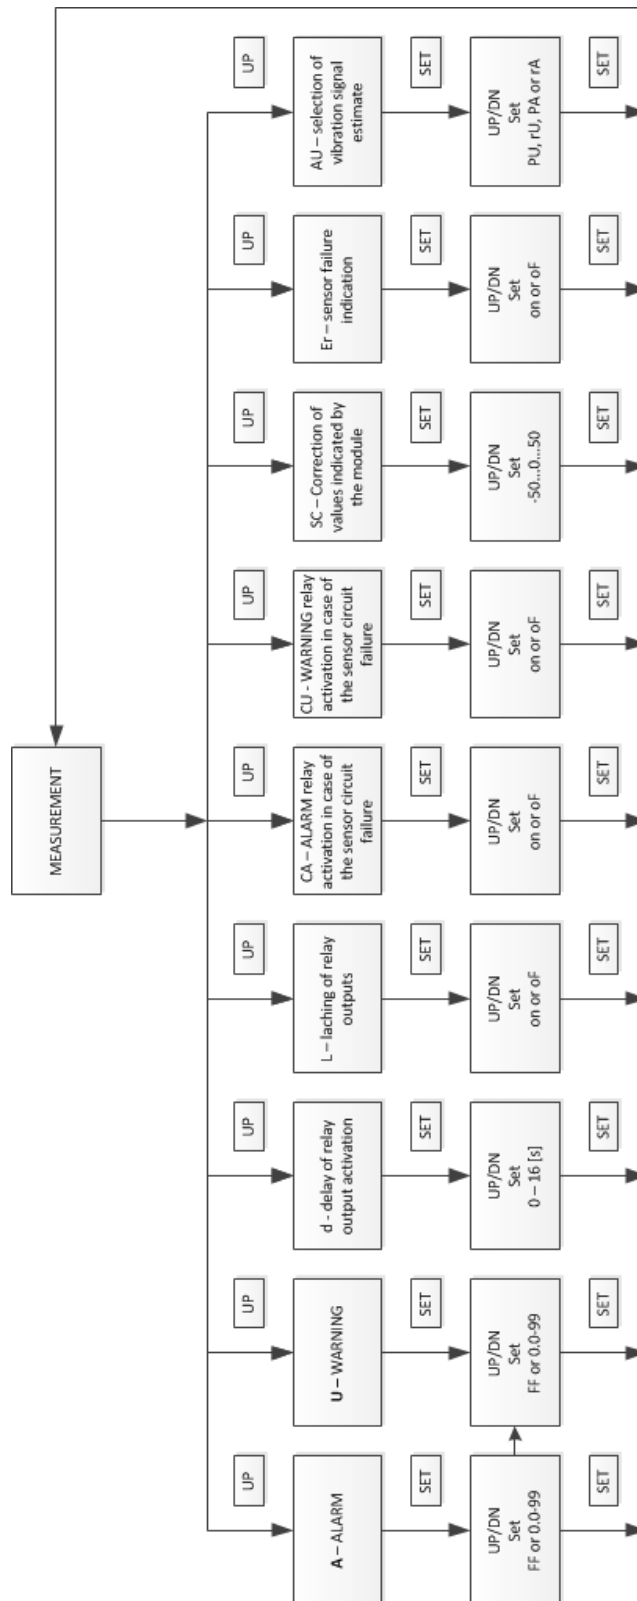 MEASUREMENT
UP
UP
UP
UP
UP
UP
UP
UP
UP
A – ALARM
U – WARNING
d - delay of relay
output activation
L – laching of relay
outputs
CA – ALARM relay
activation in case of
the sensor circuit
failure
CU - WARNING relay
activation in case of
the sensor circuit
failure
SC – Correction of
values indicated by
the module
Er – sensor failure
indication
AU – selection of
vibration signal
estimate
SET
SET
SET
SET
SET
SET
SET
SET
SET
UP/DN
Set
FF or 0.0-99
UP/DN
Set
FF or 0.0-99
UP/DN
Set
0 – 16 [s]
UP/DN
Set
on or oF
UP/DN
Set
on or oF
UP/DN
Set
on or oF
UP/DN
Set
-50...0...50
UP/DN
Set
on or oF
UP/DN
Set
PU, rU, PA or rA
SET
SET
SET
SET
SET
SET
SET
SET
SET